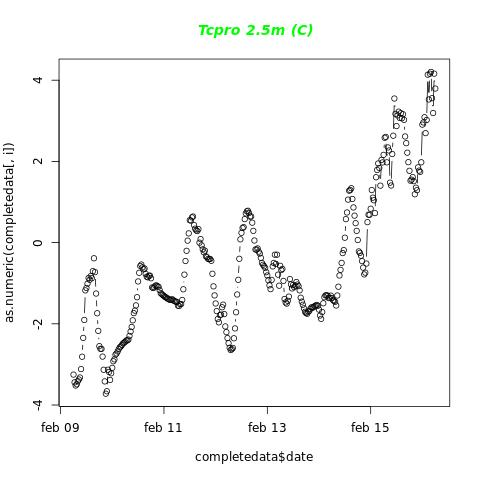 Tcpro 2.5m (C)
as.numeric(completedata[, i])
4
2
0
-2
-4
feb 09 feb 11 feb 13 feb 15
completedata$date